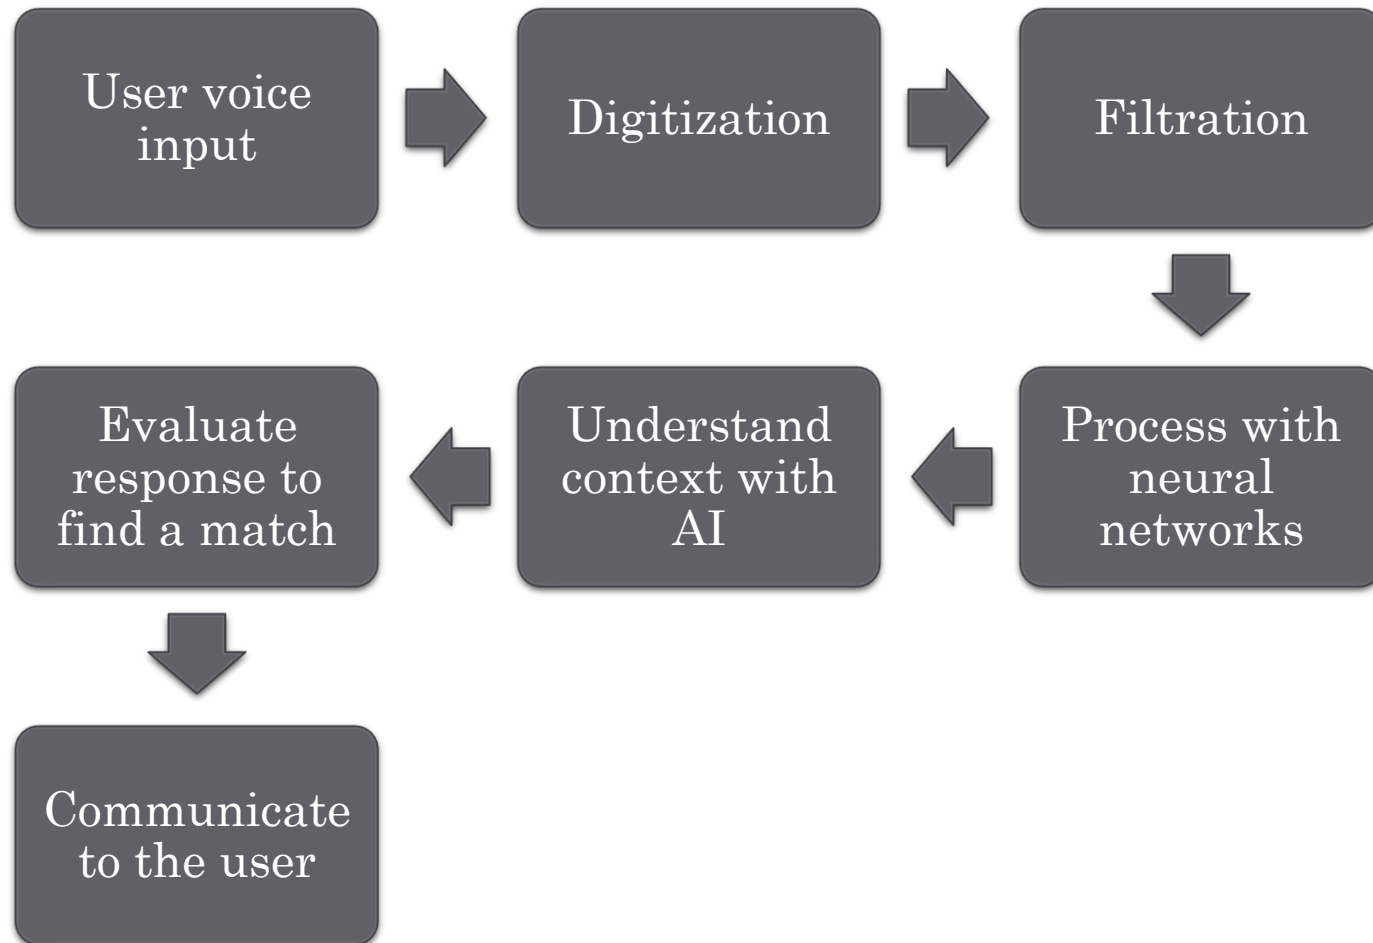 User voice
input
Digitization
Filtration
Process with
neural
networks
Understand
context with
AI
Evaluate
response to
find a match
Communicate
to the user